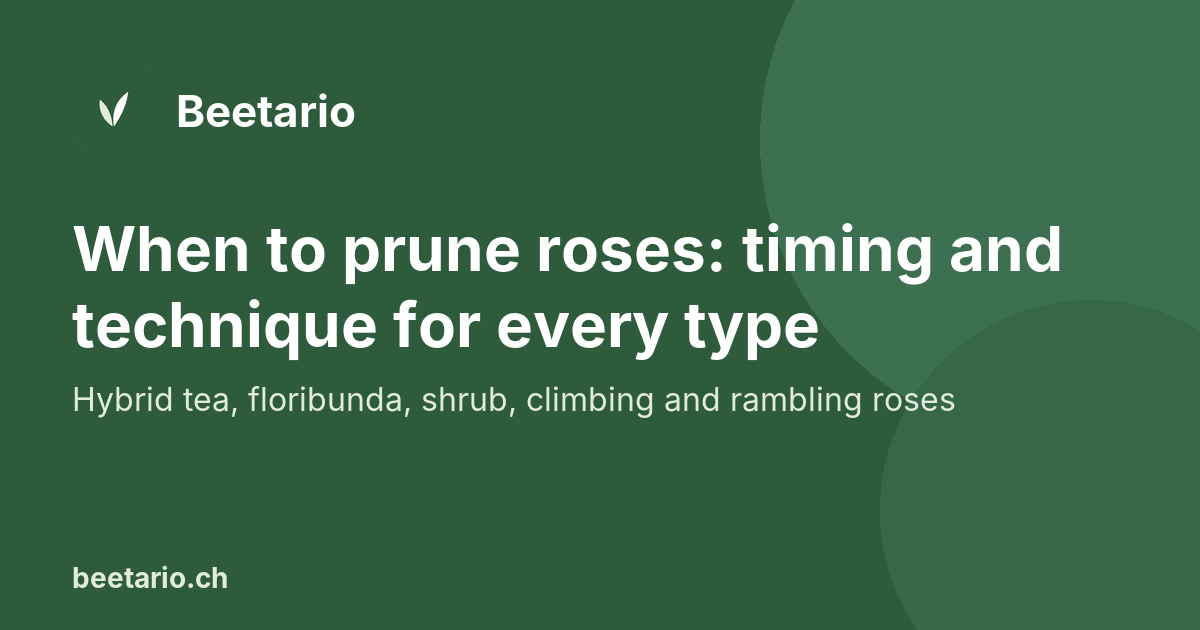 Beetario
When to prune roses: timing and
technique for every type
Hybrid tea, floribunda, shrub, climbing and rambling roses
beetario.ch